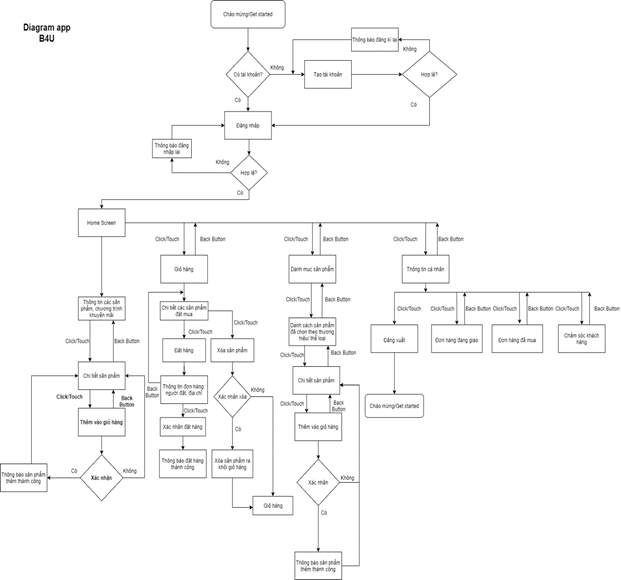 Diagram app
B4U
Chào mừng/Get started
Thông báo đăng kí lại
Không
Không
Có tài khoản?
Tạo tài khoản
Hợp lệ?
Có
Có
Đăng nhập
Thông báo đăng
nhập lại
Không
Hợp lệ?
Có
Home Screen
Click/Touch
Back Button
Click/Touch
Back Button
Click/Touch
Back Button
Giỏ hàng
Danh mục sản phẩm
Thông tin cá nhân
Thông tin các sản
phẩm, chương trình
khuyến mãi
Chi tiết các sản phẩm
đặt mua
Click/Touch
Back Button
Click/Touch
Back Button
Click/Touch
Back Button
Click/Touch
Back Button
Click/Touch
Click/Touch
Danh sách sản phẩm
đã chọn theo thương
hiệu/ thể loại
Đăng xuất
Đơn hàng đang giao
Đơn hàng đã mua
Chăm sóc khách
hàng
Click/Touch
Back Button
Đặt hàng
Xóa sản phẩm
Click/Touch
Back Button
Chi tiết sản phẩm
Click/Touch
Chi tiết sản phẩm
Back
Button
Thông tin đơn hàng:
người đặt, địa chỉ
Không
Xác nhận xóa
Click/Touch
Back
Button
Click/Touch
Back Button
Chào mừng/Get started
Click/Touch
Thêm vào giỏ hàng
Xác nhận đặt hàng
Có
Thêm vào giỏ hàng
Thông báo sản phẩm
thêm thành công
Có
Xác nhận
Không
Thông báo đặt hàng
thành công
Xóa sản phẩm ra
khỏi giỏ hàng
Xác nhận
Không
Giỏ hàng
Có
Thông báo sản phẩm
thêm thành công